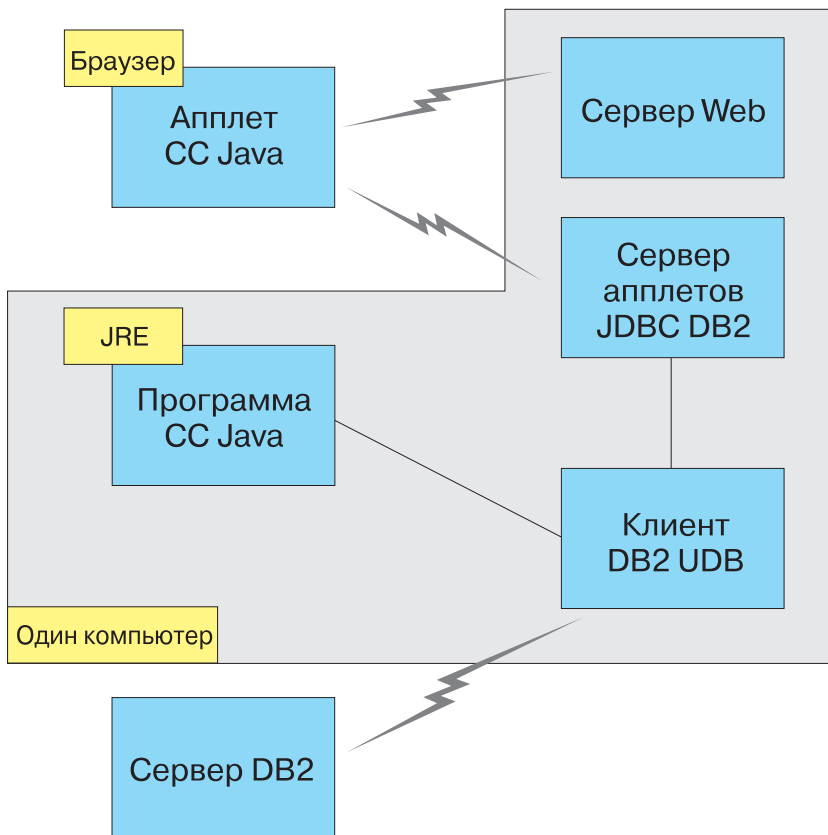 Браузер
Апплет
CC Java
Сервер Web
Сервер
апплетов
JDBC DB2
JRE
Программа
CC Java
Клиент
DB2 UDB
Один компьютер
Сервер DB2